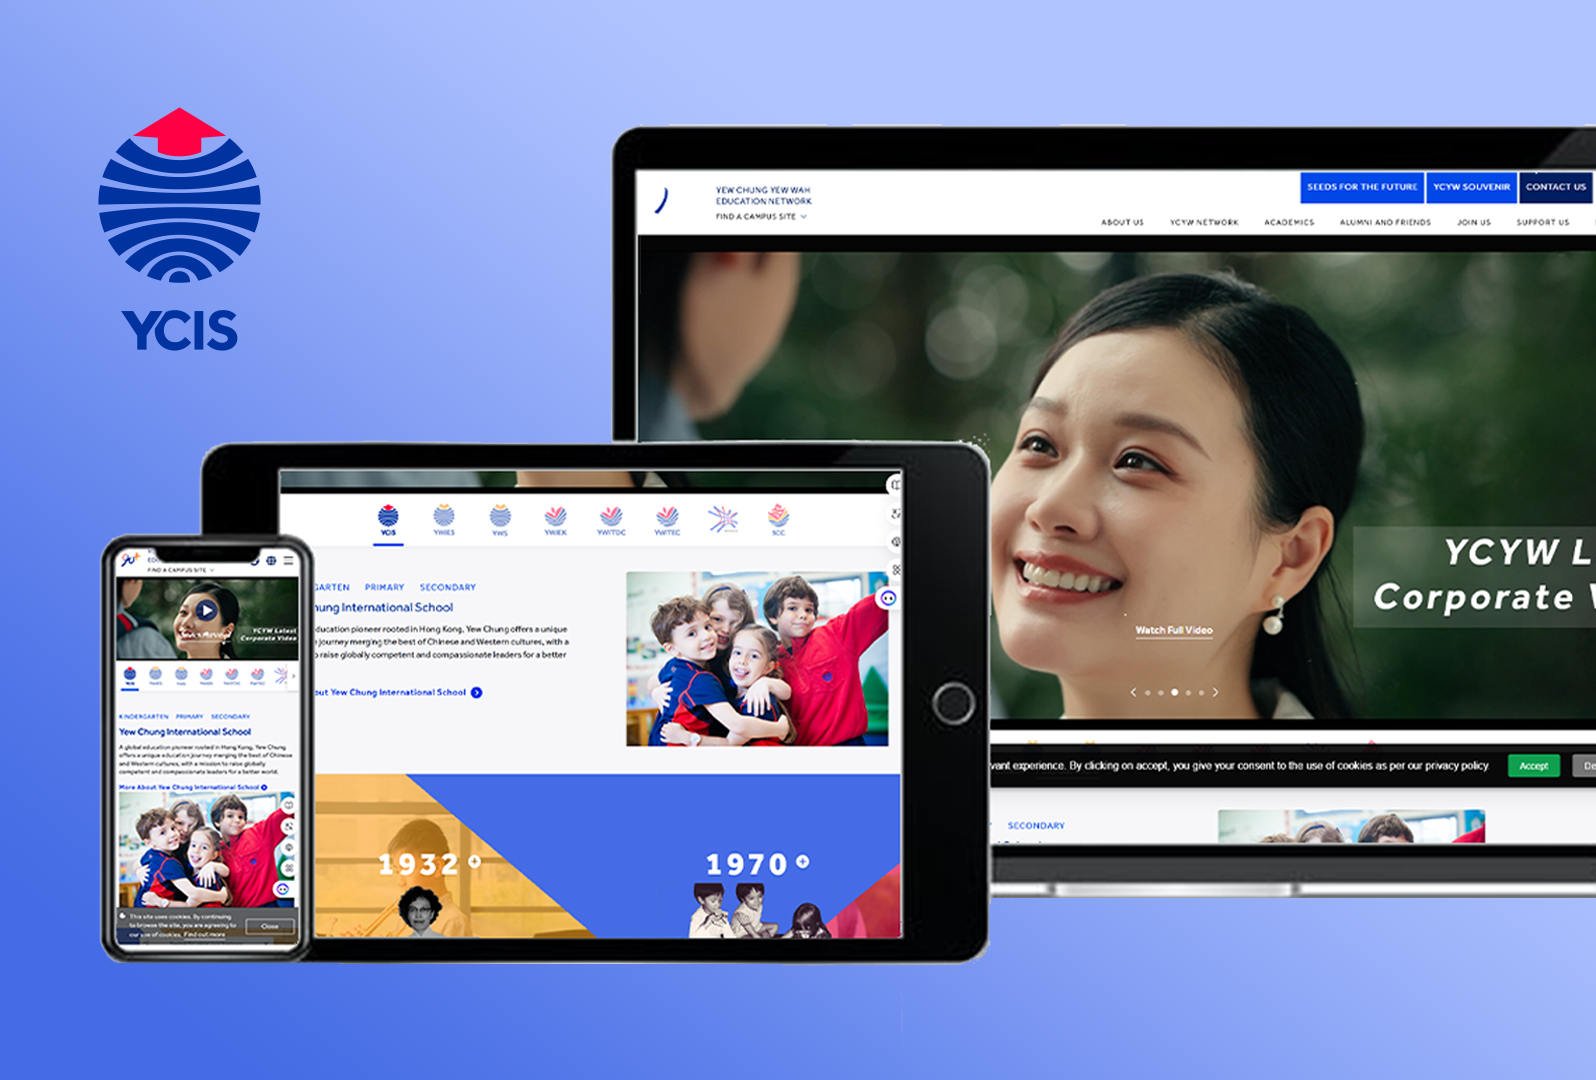 YCIS
YEW CHUNG YEW WAH
EDUCATION NETWORK
FIND A CAMPUS SITE
SEEDS FOR THE FUTURE
YCYW SOUVENIR
CONTACT US
ABOUT US
YCYW NETWORK
ACADEMICS
ALUMNI AND FRIENDS
JOIN US
SUPPORT US
YCYW L
Corporate
Watch Full Video
vant experience. By clicking on accept, you give your consent to the use of cookies as per our privacy policy.
Accept
De
SECONDARY
YCIS
YWIES
YWS
YWIEK
YWITDC
YWITEC
SCC
GARTEN
PRIMARY
SECONDARY
hung International School
ducation pioneer rooted in Hong Kong, Yew Chung offers a unique
journey merging the best of Chinese and Western cultures, with a
o raise globally competent and compassionate leaders for a better
out Yew Chung International School
1932
1970
FIND A CAMPUS SITE
YCYW Latest
Corporate Video
KINDERGARTEN
PRIMARY
SECONDARY
Yew Chung International School
A global education pioneer rooted in Hong Kong, Yew Chung
offers a unique education journey merging the best of Chinese
and Western cultures, with a mission to raise globally
competent and compassionate leaders for a better world.
More About Yew Chung International School
This site uses cookies. By continuing
to browse the site, you are agreeing to
our use of cookies. Find out more
Close